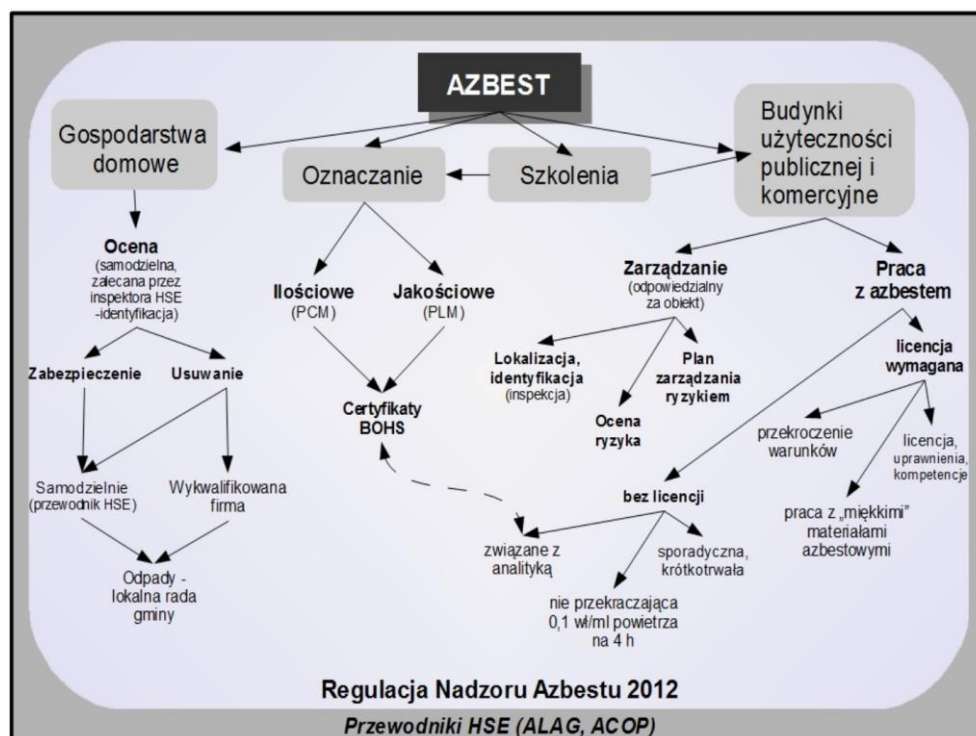 AZBEST
Gospodarstwa
domowe
Oznaczanie
Szkolenia
Budynki
użyteczności
publicznej i
komercyjne
Ocena
(samodzielna,
zalecana przez
inspektora HSE
-identyfikacja)
Zabezpieczenie
Usuwanie
Samodzielnie
(przewodnik HSE)
Wykwalifikowana
firma
Odpady -
lokalna rada
gminy
Ilościowe
(PCM)
Jakościowe
(PLM)
Certyfikaty
BOHS
Zarządzanie
(odpowiedzialny
za obiekt)
Lokalizacja,
identyfikacja
(inspekcja)
Ocena
ryzyka
Plan
zarządzania
ryzykiem
Praca
z azbestem
licencja
wymagana
przekroczenie
warunków
licencja,
uprawnienia,
kompetencje
praca z „miękkimi”
materiałami
azbestowymi
bez licencji
związane z
analityką
sporadyczna,
krótkotrwała
nie przekraczająca
0,1 wł/ml powietrza
na 4 h
Regulacja Nadzoru Azbestu 2012
Przewodniki HSE (ALAG, ACOP)